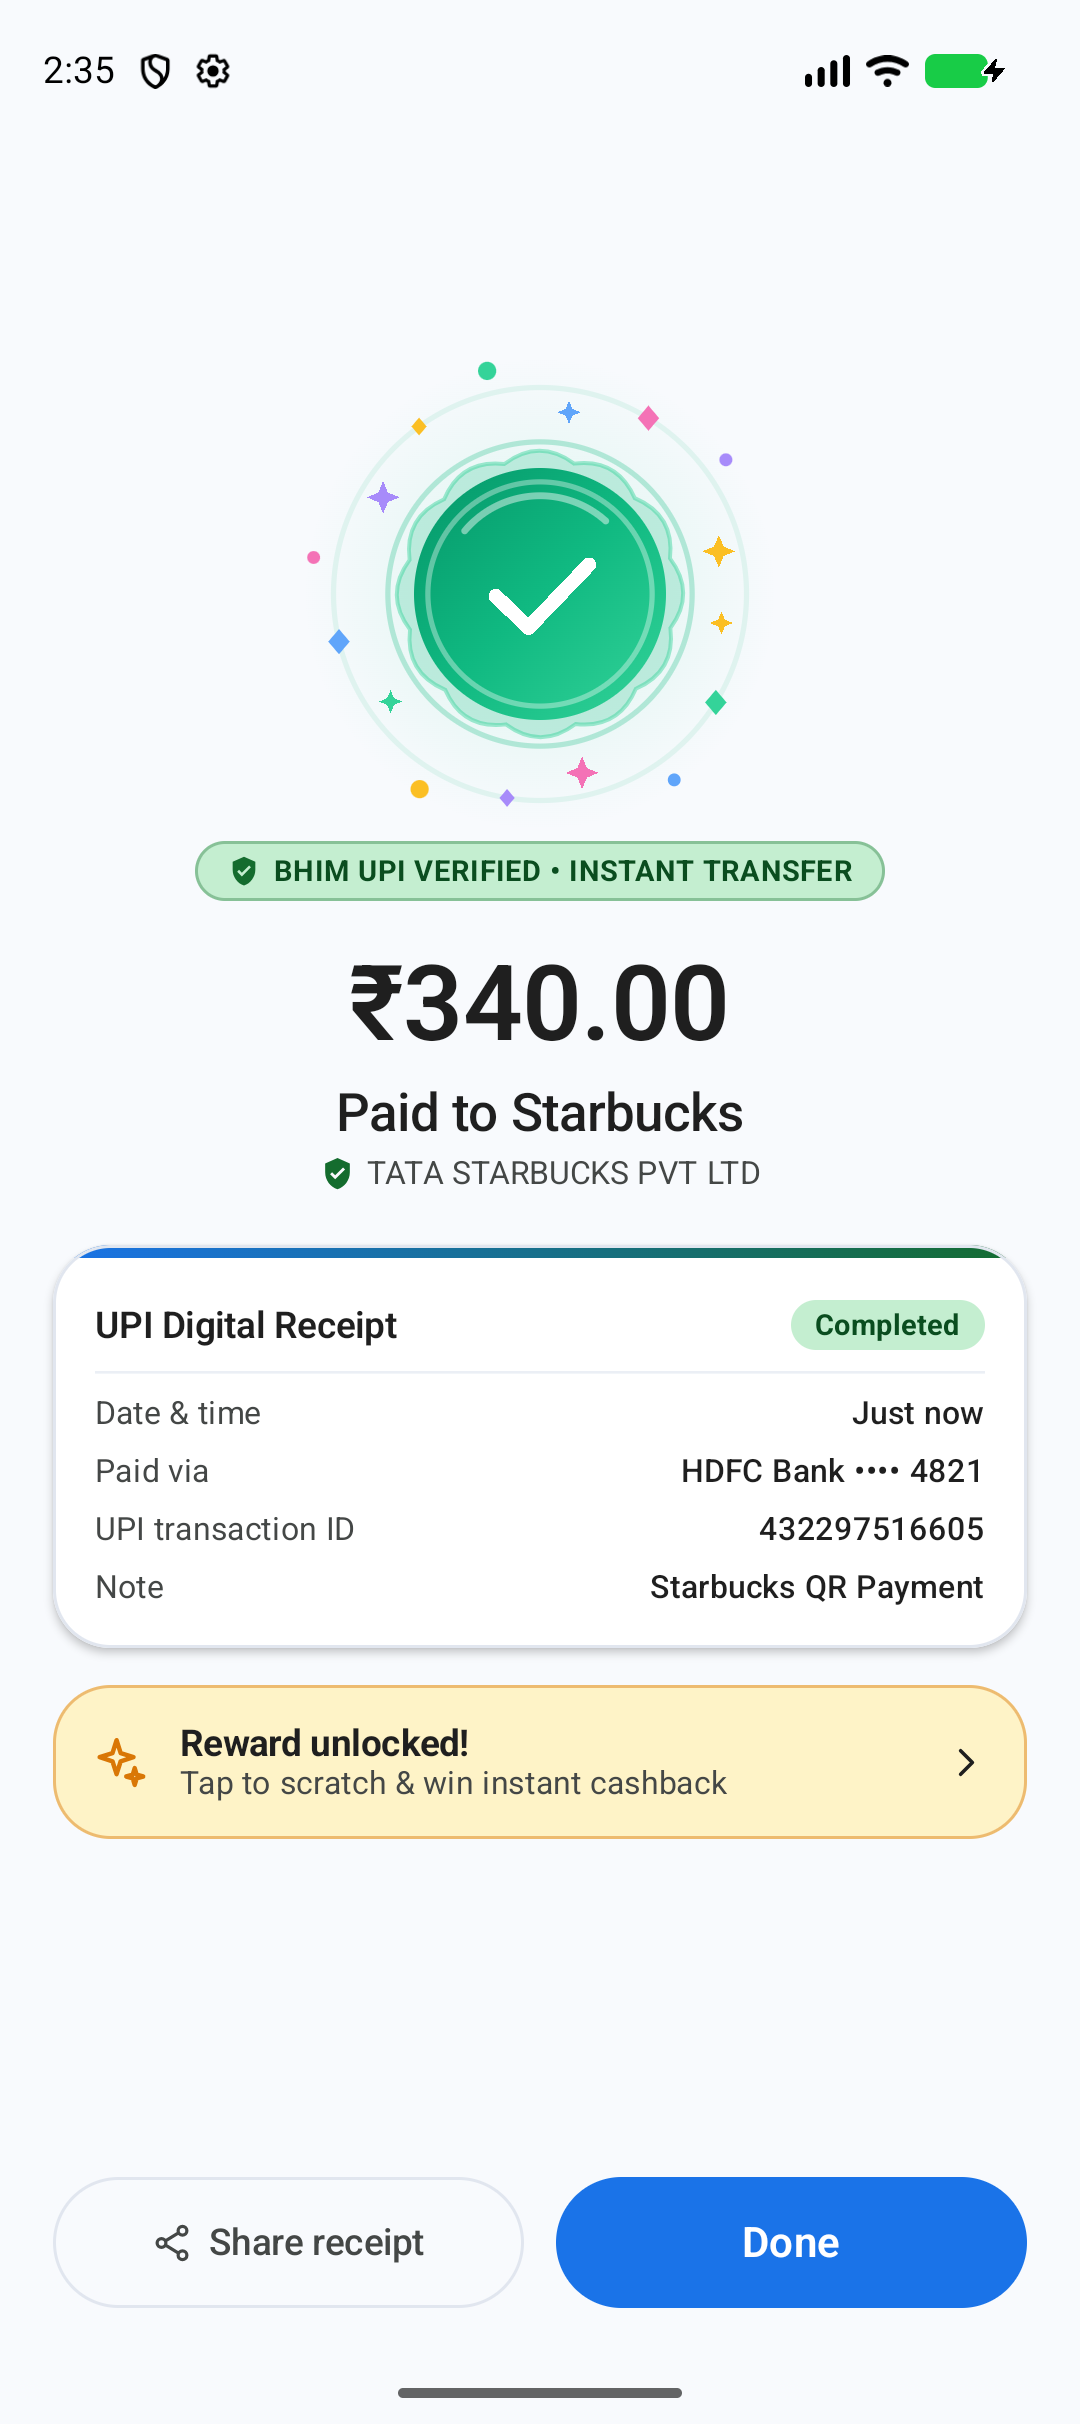 2:35
BHIM UPI VERIFIED • INSTANT TRANSFER
₹340.00
Paid to Starbucks
TATA STARBUCKS PVT LTD
UPI Digital Receipt
Completed
Date & time
Just now
Paid via
HDFC Bank •••• 4821
UPI transaction ID
432297516605
Note
Starbucks QR Payment
Reward unlocked!
Tap to scratch & win instant cashback
Share receipt
Done